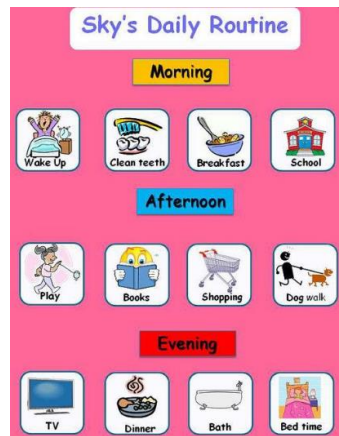 Sky's Daily Routine
Morning
Wake Up Clean teeth Breakfast School
Afternoon
Play Books Shopping Dog walk
Evening
TV Dinner Bath Bed time